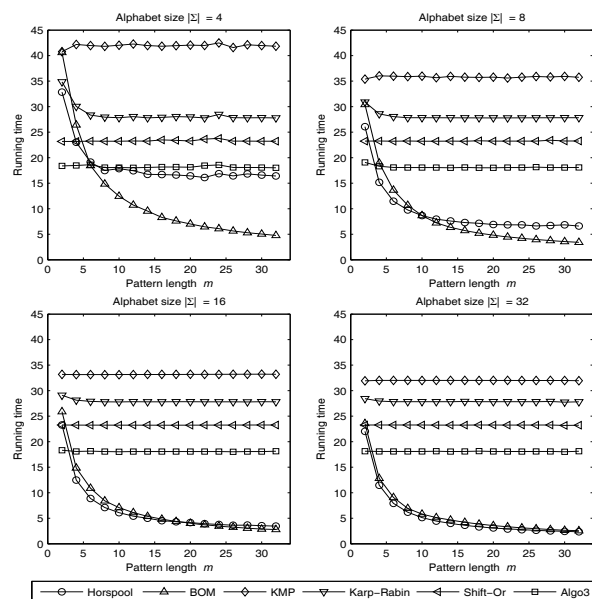 Alphabet size |Σ| = 4
45
40
35
30
25
20
15
10
5
0
Running time
0 5 10 15 20 25 30
Pattern length m
Alphabet size |Σ| = 8
45
40
35
30
25
20
15
10
5
0
Running time
0 5 10 15 20 25 30
Pattern length m
Alphabet size |Σ| = 16
45
40
35
30
25
20
15
10
5
0
Running time
0 5 10 15 20 25 30
Pattern length m
Alphabet size |Σ| = 32
45
40
35
30
25
20
15
10
5
0
Running time
0 5 10 15 20 25 30
Pattern length m
Horspool BOM KMP Karp−Rabin Shift−Or Algo3